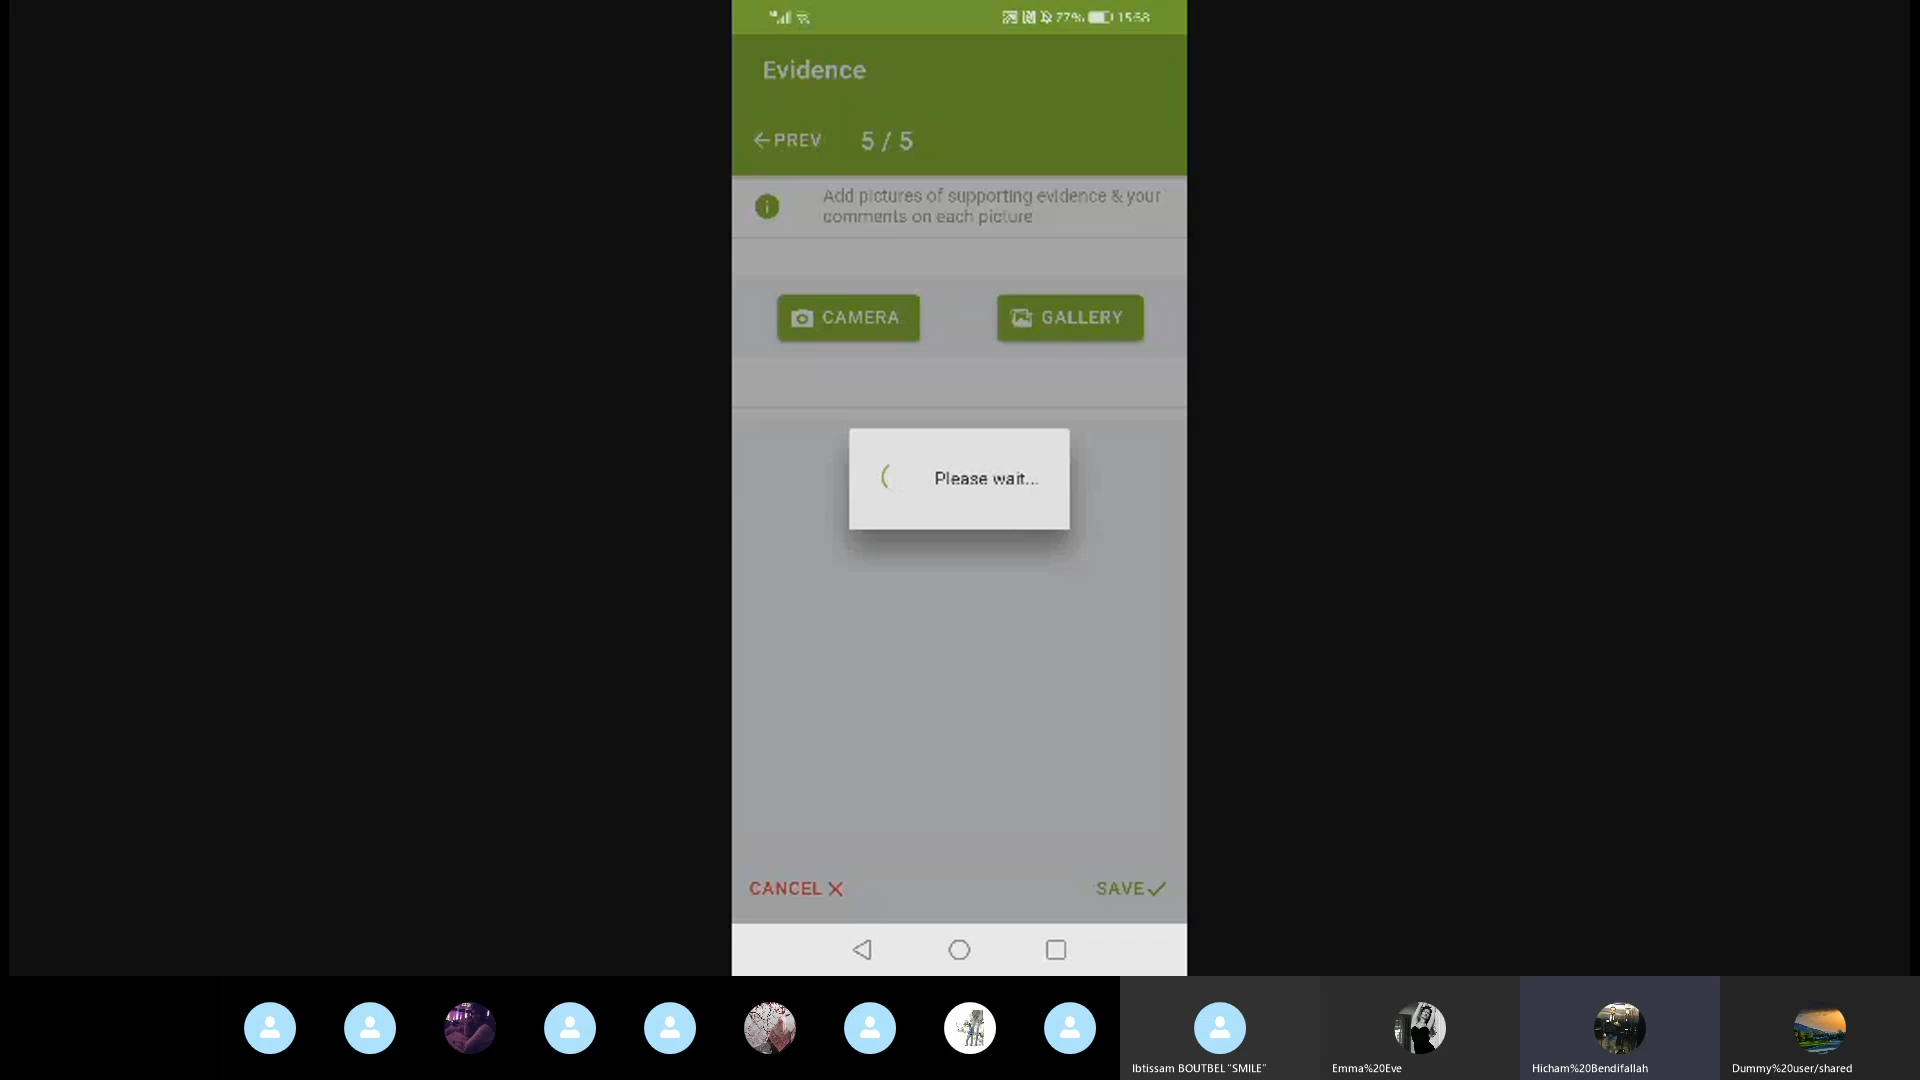 77% 15:58
Evidence
PREV 5 / 5
Add pictures of supporting evidence & your
comments on each picture
CAMERA GALLERY
Please wait...
CANCEL SAVE
Ibtissam BOUTBEL "SMILE" Emma%20Eve Hicham%20Bendifallah Dummy%20user/shared